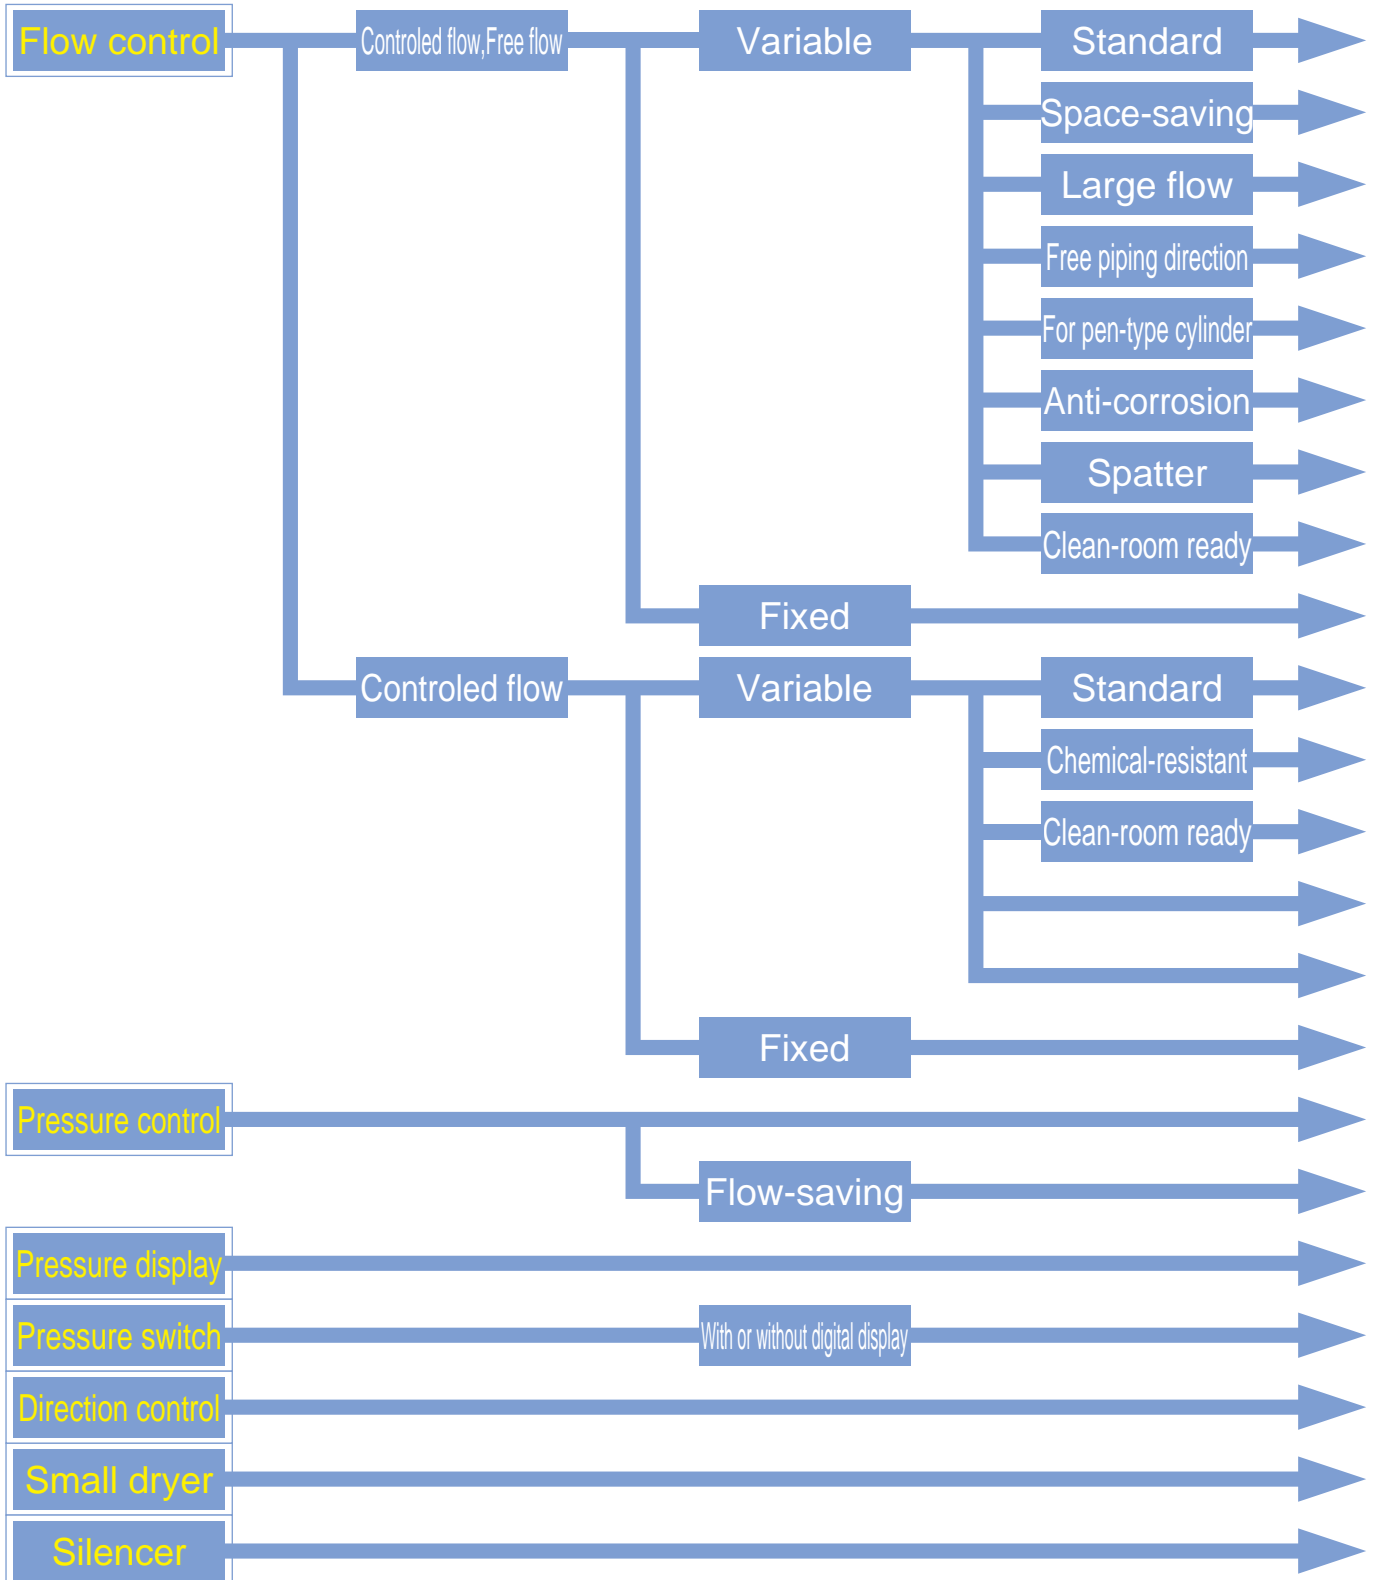 Flow control
Controled flow,Free flow
Variable
Standard
Space-saving
Large flow
Free piping direction
For pen-type cylinder
Anti-corrosion
Spatter
Clean-room ready
Fixed
Controled flow
Variable
Standard
Chemical-resistant
Clean-room ready
Fixed
Pressure control
Flow-saving
Pressure display
Pressure switch
With or without digital display
Direction control
Small dryer
Silencer